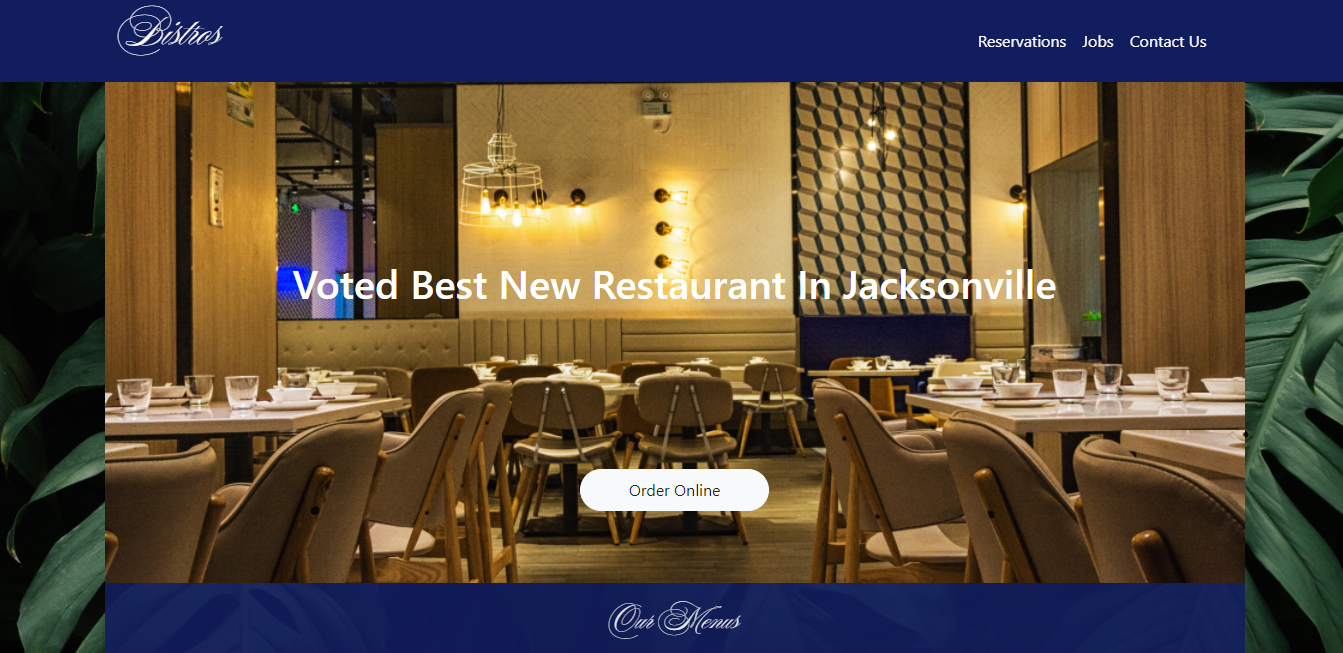 Bistros
Reservations Jobs Contact Us
Voted Best New Restaurant In Jacksonville
Order Online
Our Menus